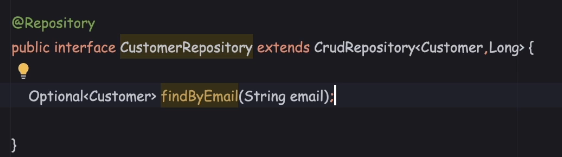 @Repository
public interface CustomerRepository extends CrudRepository<Customer,Long> {
Optional<Customer> findByEmail(String email);
}